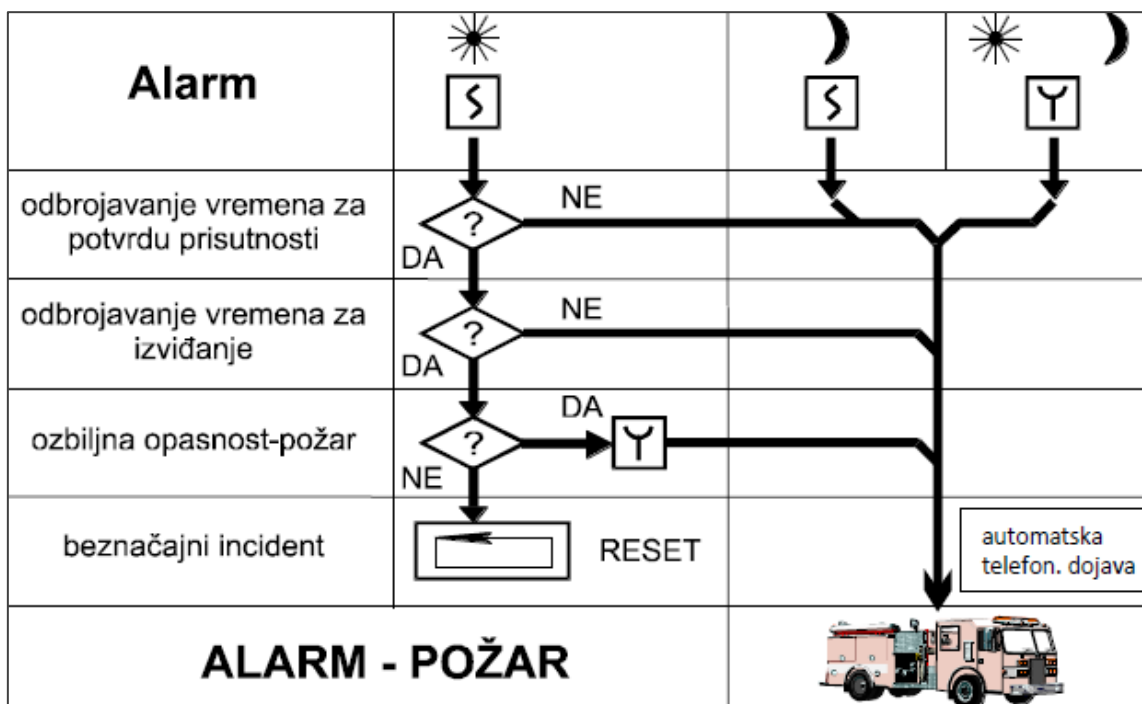 Alarm
odbrojavanje vremena za
potvrdu prisutnosti
?
NE
DA
odbrojavanje vremena za
izviđanje
?
NE
DA
ozbiljna opasnost-požar
?
DA
NE
beznačajni incident
RESET
automatska
telefon. dojava
ALARM - POŽAR